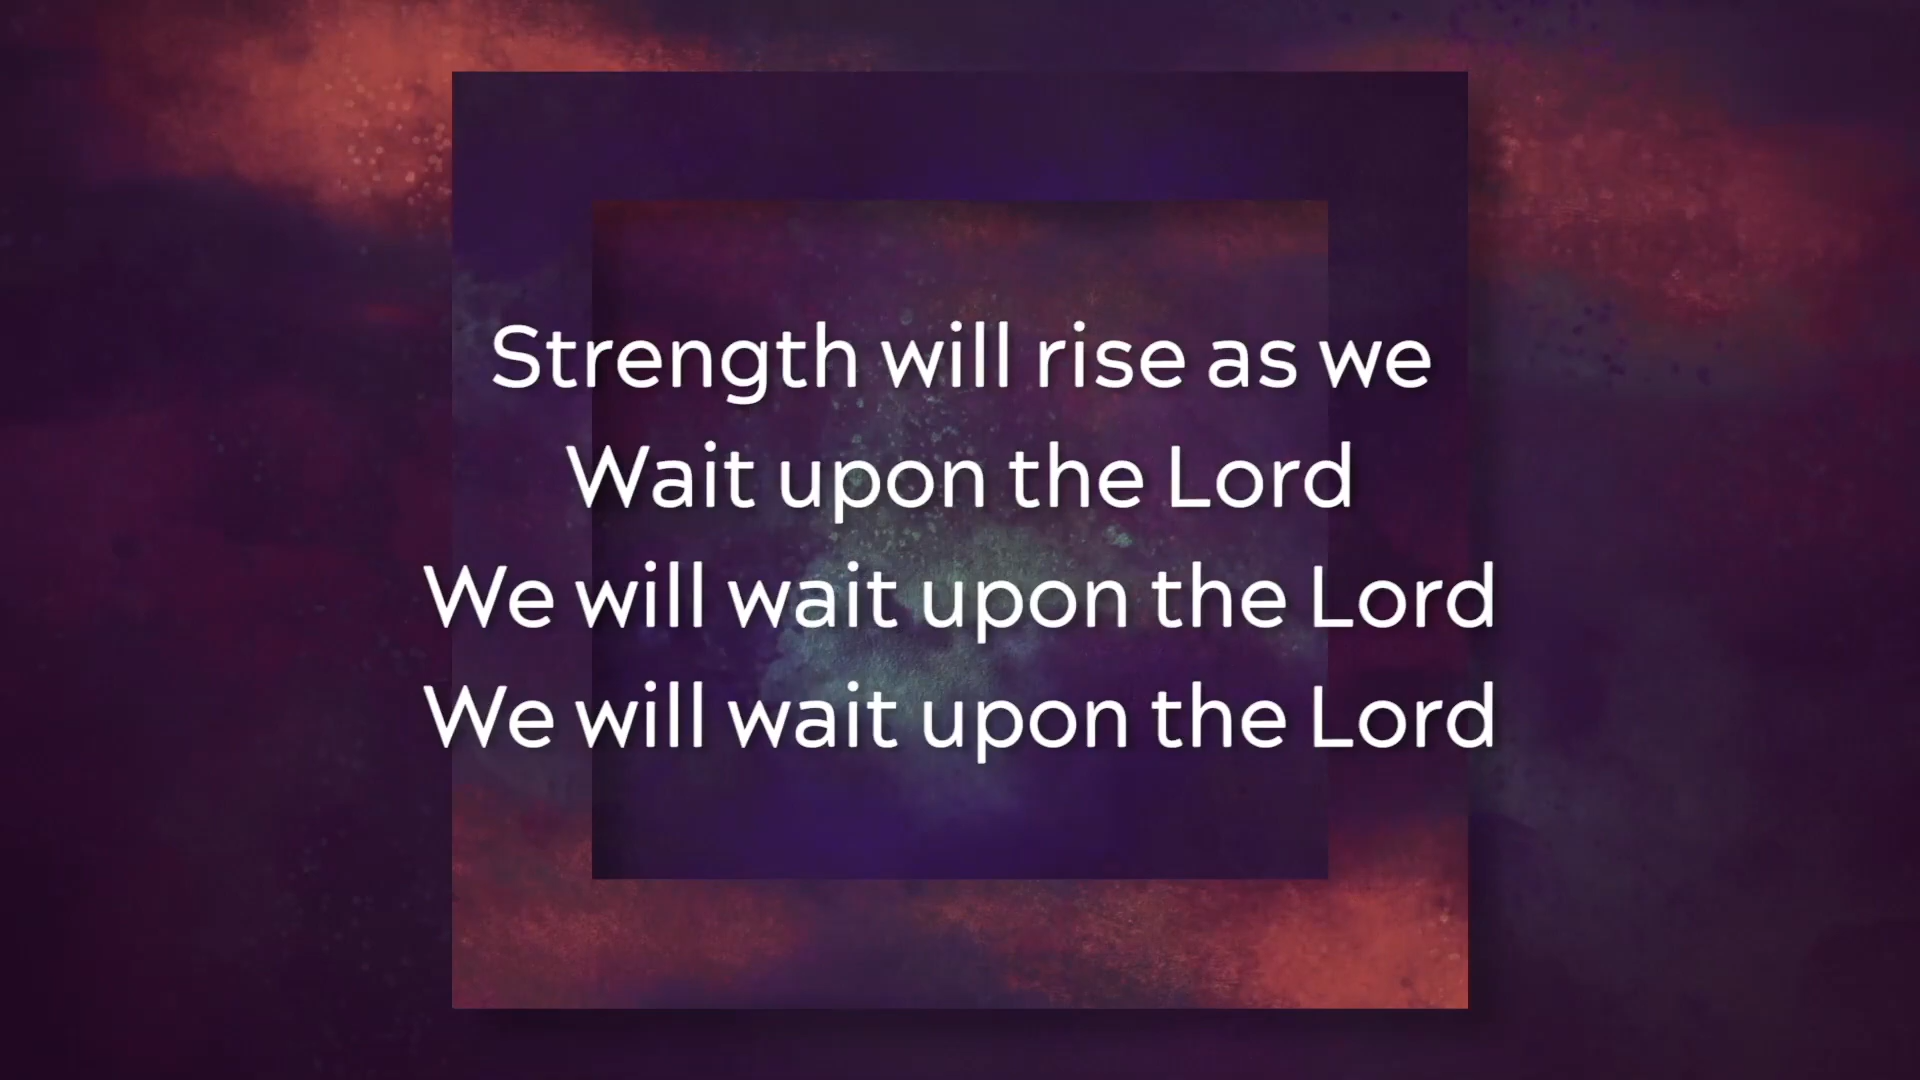 Strength will rise as we
Wait upon the Lord
We will wait upon the Lord
We will wait upon the Lord